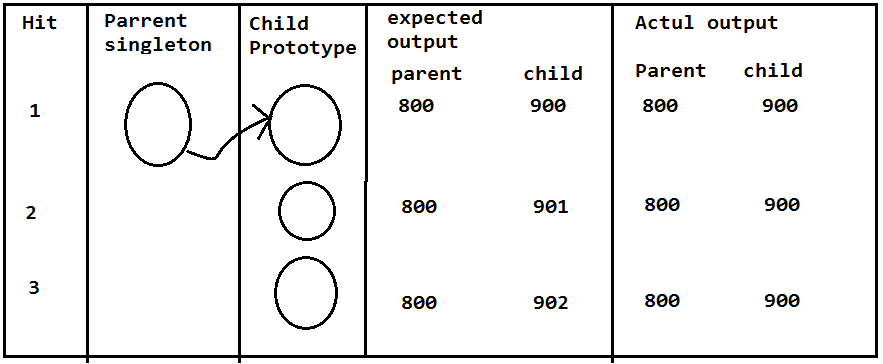 Hit Parrent singleton Child Prototype expected output Actul output
parent child Parent child
1 800 900 800 900
2 800 901 800 900
3 800 902 800 900